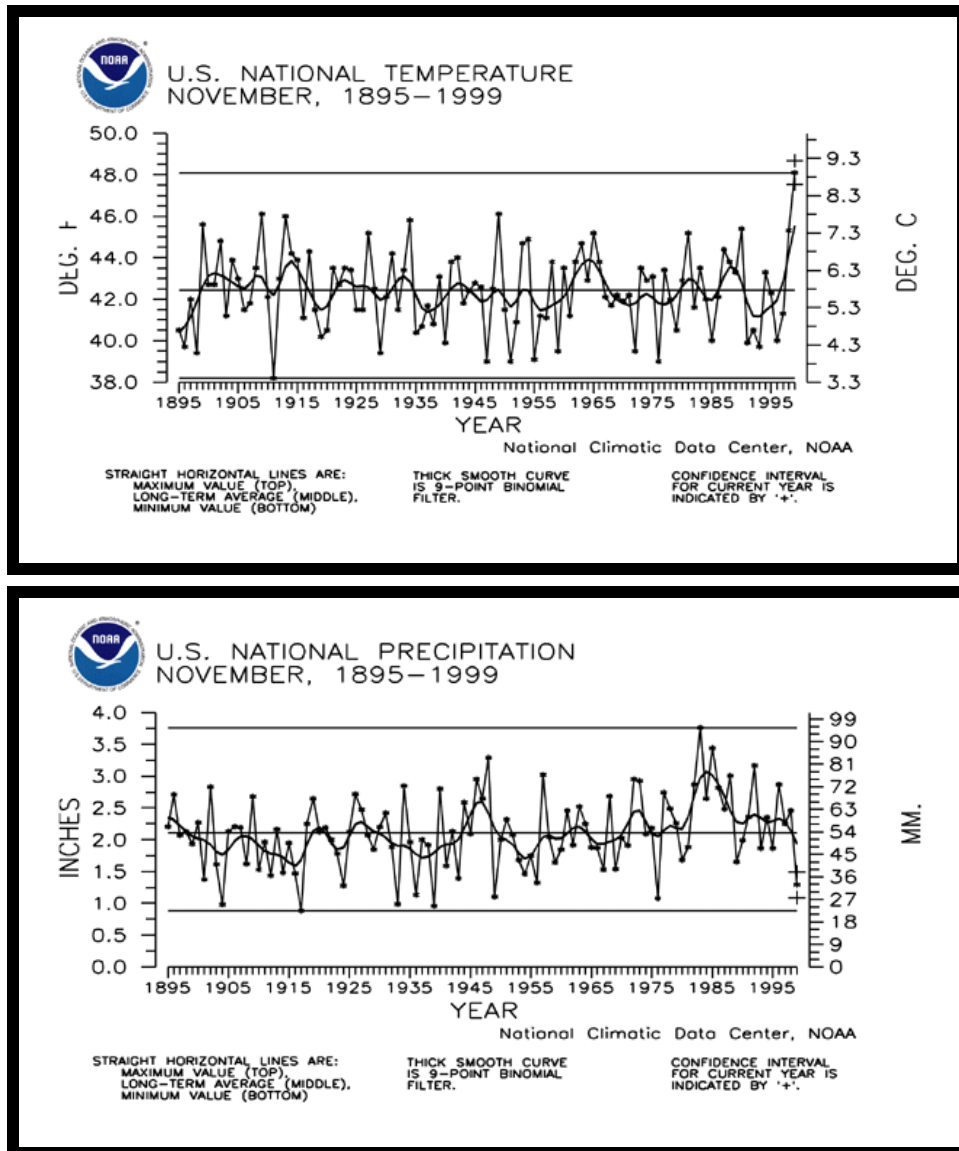 NOAA
U.S. NATIONAL TEMPERATURE
NOVEMBER, 1895-1999
50.0
48.0
46.0
44.0
42.0
40.0
38.0
DEG. F
9.3
8.3
7.3
6.3
5.3
4.3
3.3
DEG. C
1895 1905 1915 1925 1935 1945 1955 1965 1975 1985 1995
YEAR
National Climatic Data Center, NOAA
STRAIGHT HORIZONTAL LINES ARE:
MAXIMUM VALUE (TOP),
LONG-TERM AVERAGE (MIDDLE),
MINIMUM VALUE (BOTTOM)
THICK SMOOTH CURVE
IS 9-POINT BINOMIAL
FILTER.
CONFIDENCE INTERVAL
FOR CURRENT YEAR IS
INDICATED BY '+'.
NOAA
U.S. NATIONAL PRECIPITATION
NOVEMBER, 1895-1999
4.0
3.5
3.0
2.5
2.0
1.5
1.0
0.5
0.0
INCHES
99
90
81
72
63
54
45
36
27
18
9
0
MM.
1895 1905 1915 1925 1935 1945 1955 1965 1975 1985 1995
YEAR
National Climatic Data Center, NOAA
STRAIGHT HORIZONTAL LINES ARE:
MAXIMUM VALUE (TOP),
LONG-TERM AVERAGE (MIDDLE),
MINIMUM VALUE (BOTTOM)
THICK SMOOTH CURVE
IS 9-POINT BINOMIAL
FILTER.
CONFIDENCE INTERVAL
FOR CURRENT YEAR IS
INDICATED BY '+'.